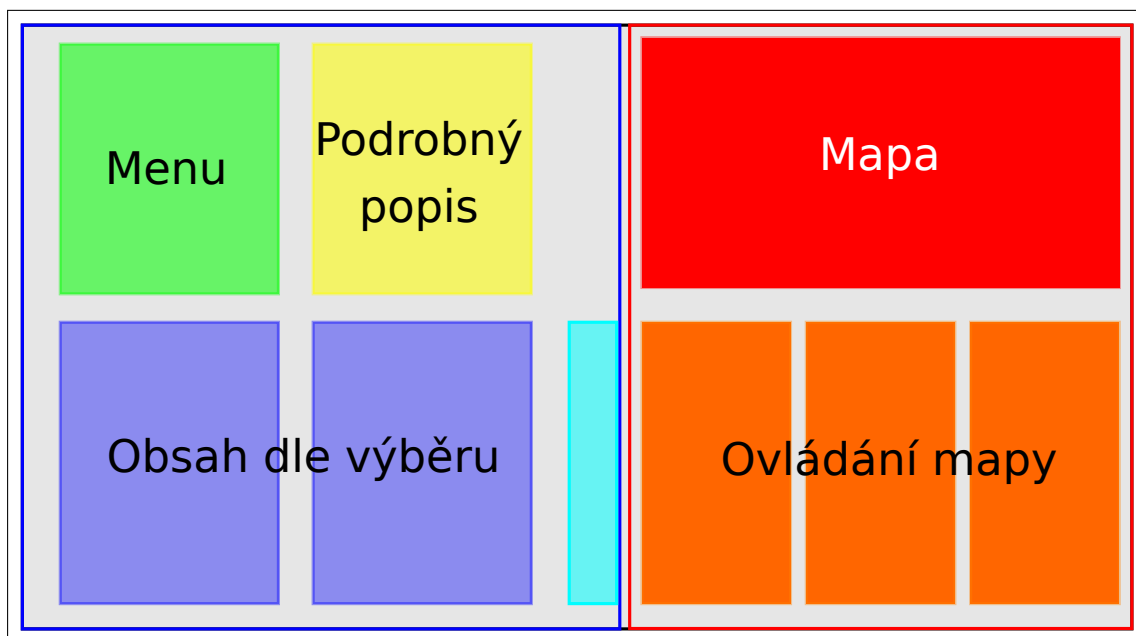 Menu
Podrobný
popis
Mapa
Obsah dle výběru
Ovládání mapy